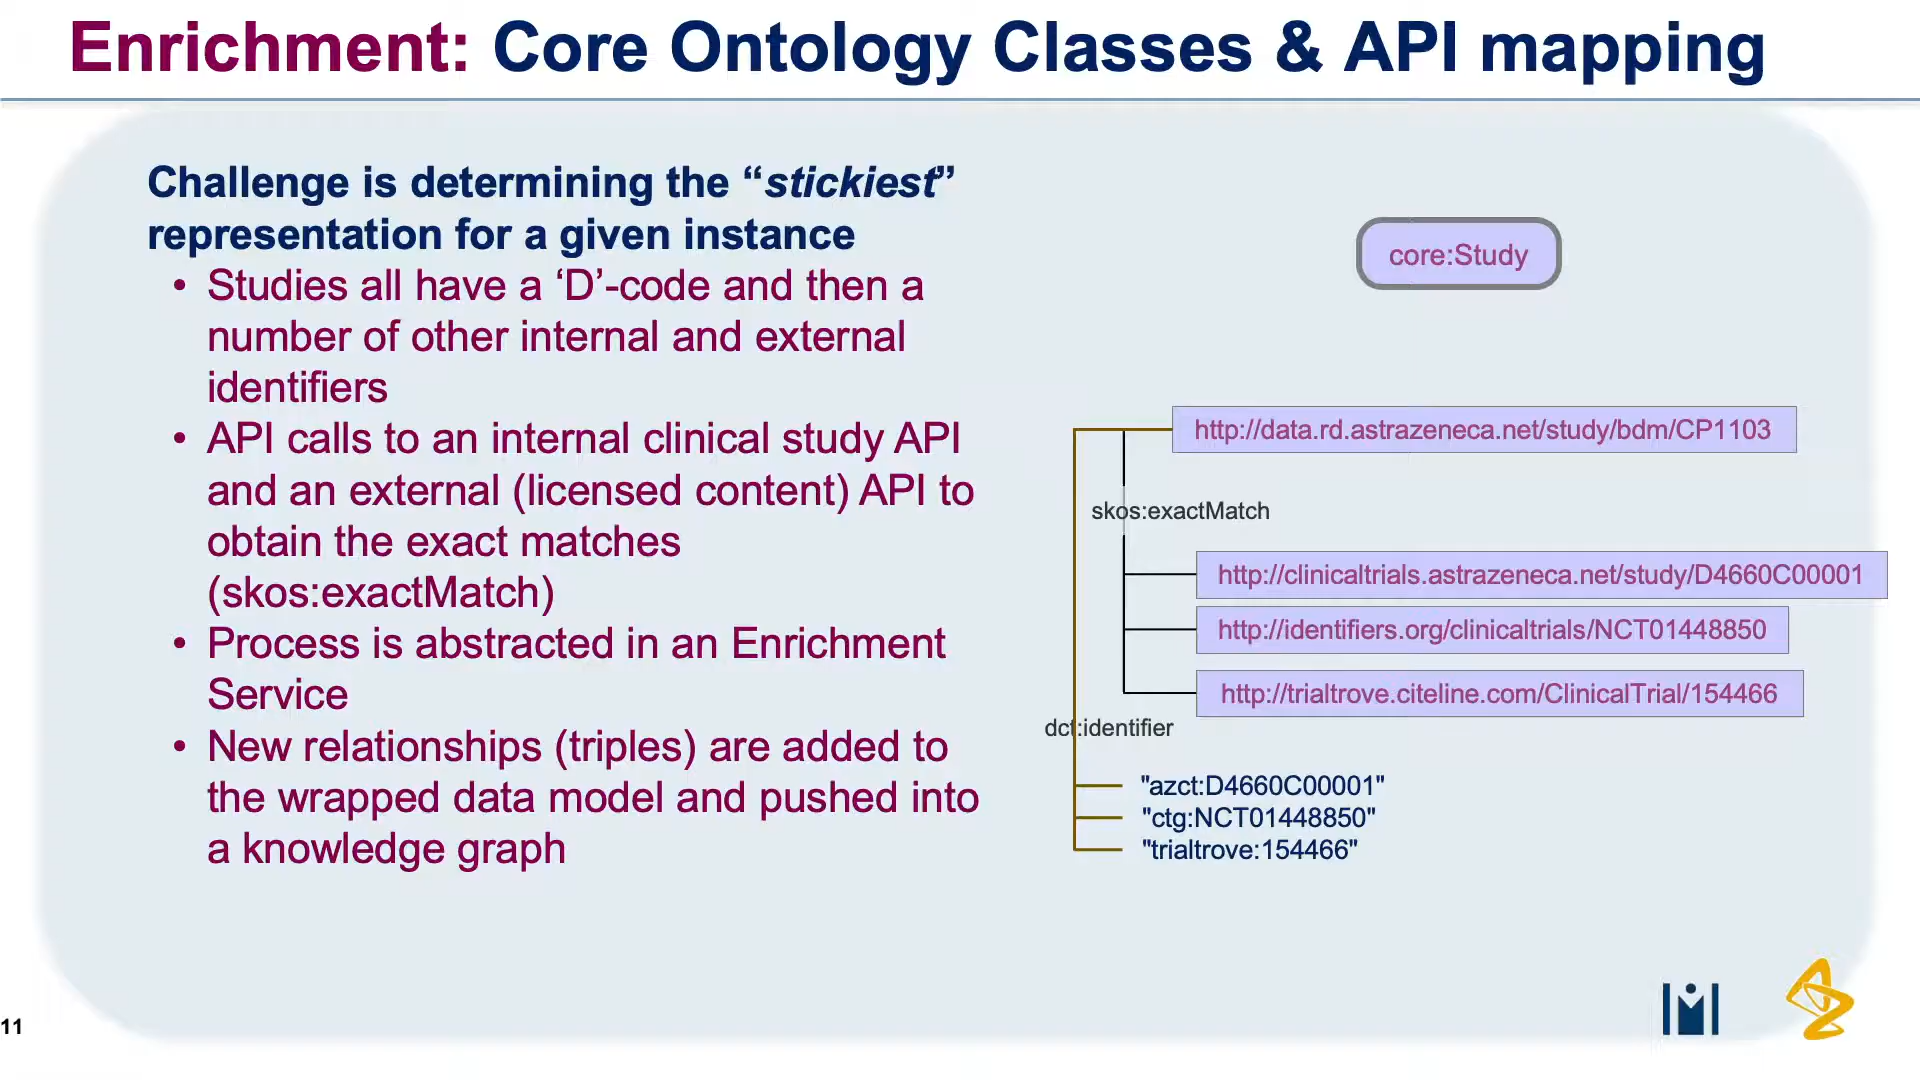 Enrichment: Core Ontology Classes & API mapping
Challenge is determining the “stickiest”
representation for a given instance
• Studies all have a ‘D’-code and then a
number of other internal and external
identifiers
• API calls to an internal clinical study API
and an external (licensed content) API to
obtain the exact matches
(skos:exactMatch)
• Process is abstracted in an Enrichment
Service
• New relationships (triples) are added to
the wrapped data model and pushed into
a knowledge graph
core:Study
http://data.rd.astrazeneca.net/study/bdm/CP1103
skos:exactMatch
http://clinicaltrials.astrazeneca.net/study/D4660C00001
http://identifiers.org/clinicaltrials/NCT01448850
http://trialtrove.citeline.com/ClinicalTrial/154466
dct:identifier
"azct:D4660C00001"
"ctg:NCT01448850"
"trialtrove:154466"
11